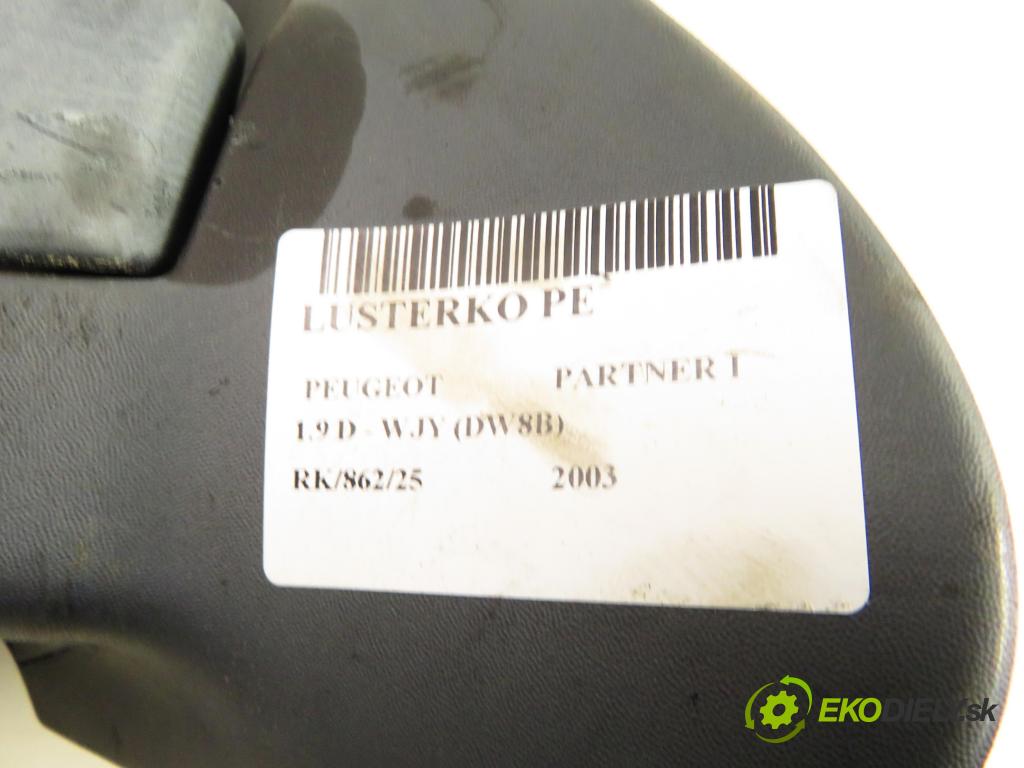 LUSTERKO PE
PEUGEOT PARTNER I
1.9 D - WJY (DW8B)
RK/862/25 2003
EKODIELY.sk